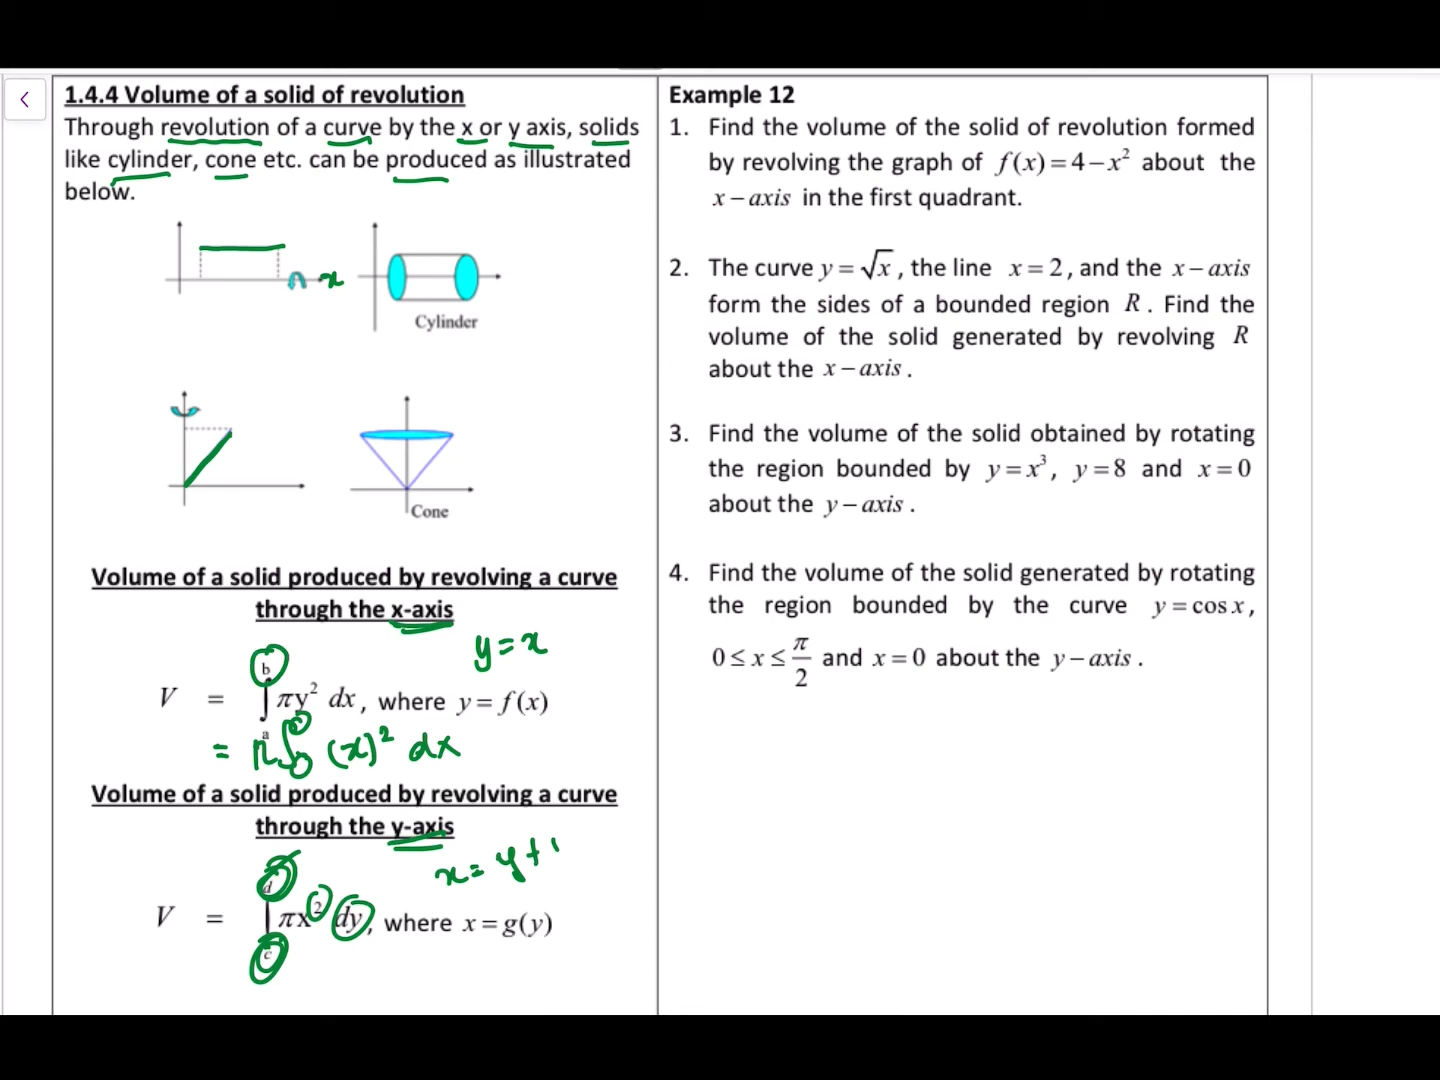 1.4.4 Volume of a solid of revolution
Through revolution of a curve by the x or y axis, solids
like cylinder, cone etc. can be produced as illustrated
below.
x
Cylinder
Cone
Volume of a solid produced by revolving a curve
through the x-axis
y = x
V = ∫ₐᵇ πy² dx, where y = f(x)
= π∫₀ (x)² dx
Volume of a solid produced by revolving a curve
through the y-axis
x = y +
V = ∫_c^d πx² dy, where x = g(y)
Example 12
1. Find the volume of the solid of revolution formed
by revolving the graph of f(x) = 4 − x² about the
x − axis in the first quadrant.
2. The curve y = √x, the line x = 2, and the x − axis
form the sides of a bounded region R. Find the
volume of the solid generated by revolving R
about the x − axis.
3. Find the volume of the solid obtained by rotating
the region bounded by y = x³, y = 8 and x = 0
about the y − axis.
4. Find the volume of the solid generated by rotating
the region bounded by the curve y = cos x,
0 ≤ x ≤ π/2 and x = 0 about the y − axis.